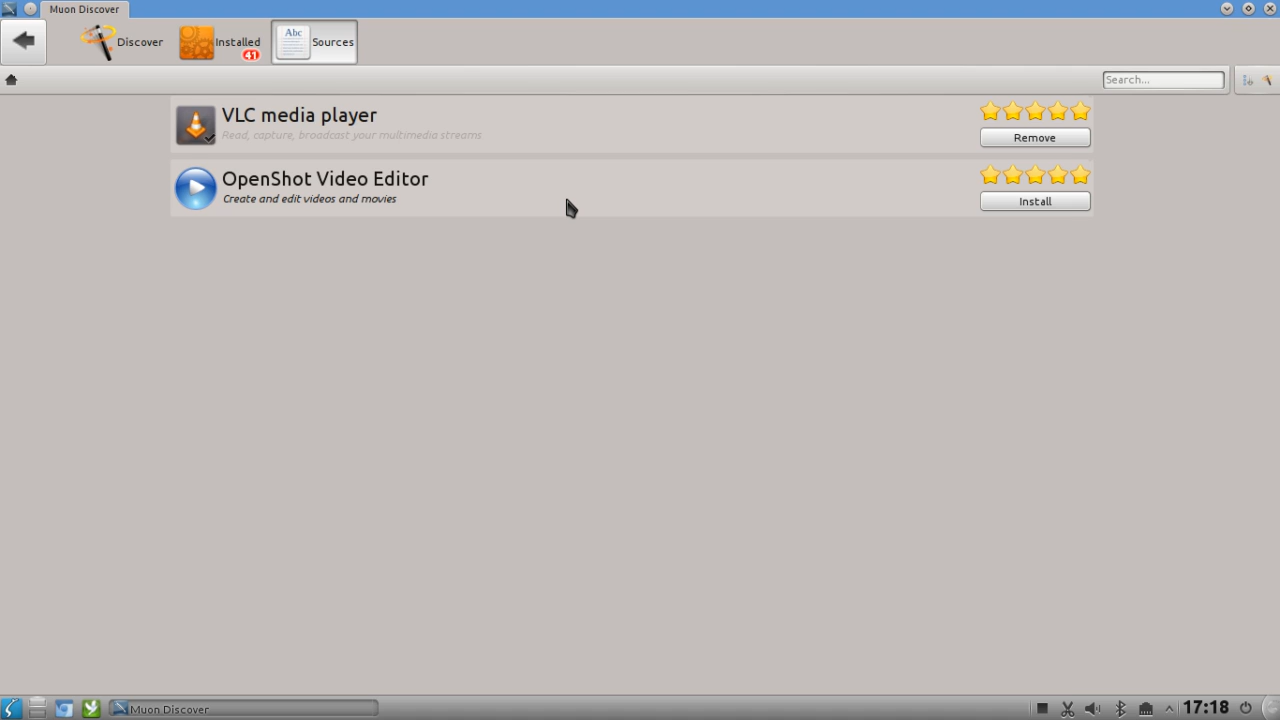 Muon Discover
Discover
Installed
41
Abc
Sources
Search...
VLC media player
Read, capture, broadcast your multimedia streams
Remove
OpenShot Video Editor
Create and edit videos and movies
Install
Muon Discover
17:18